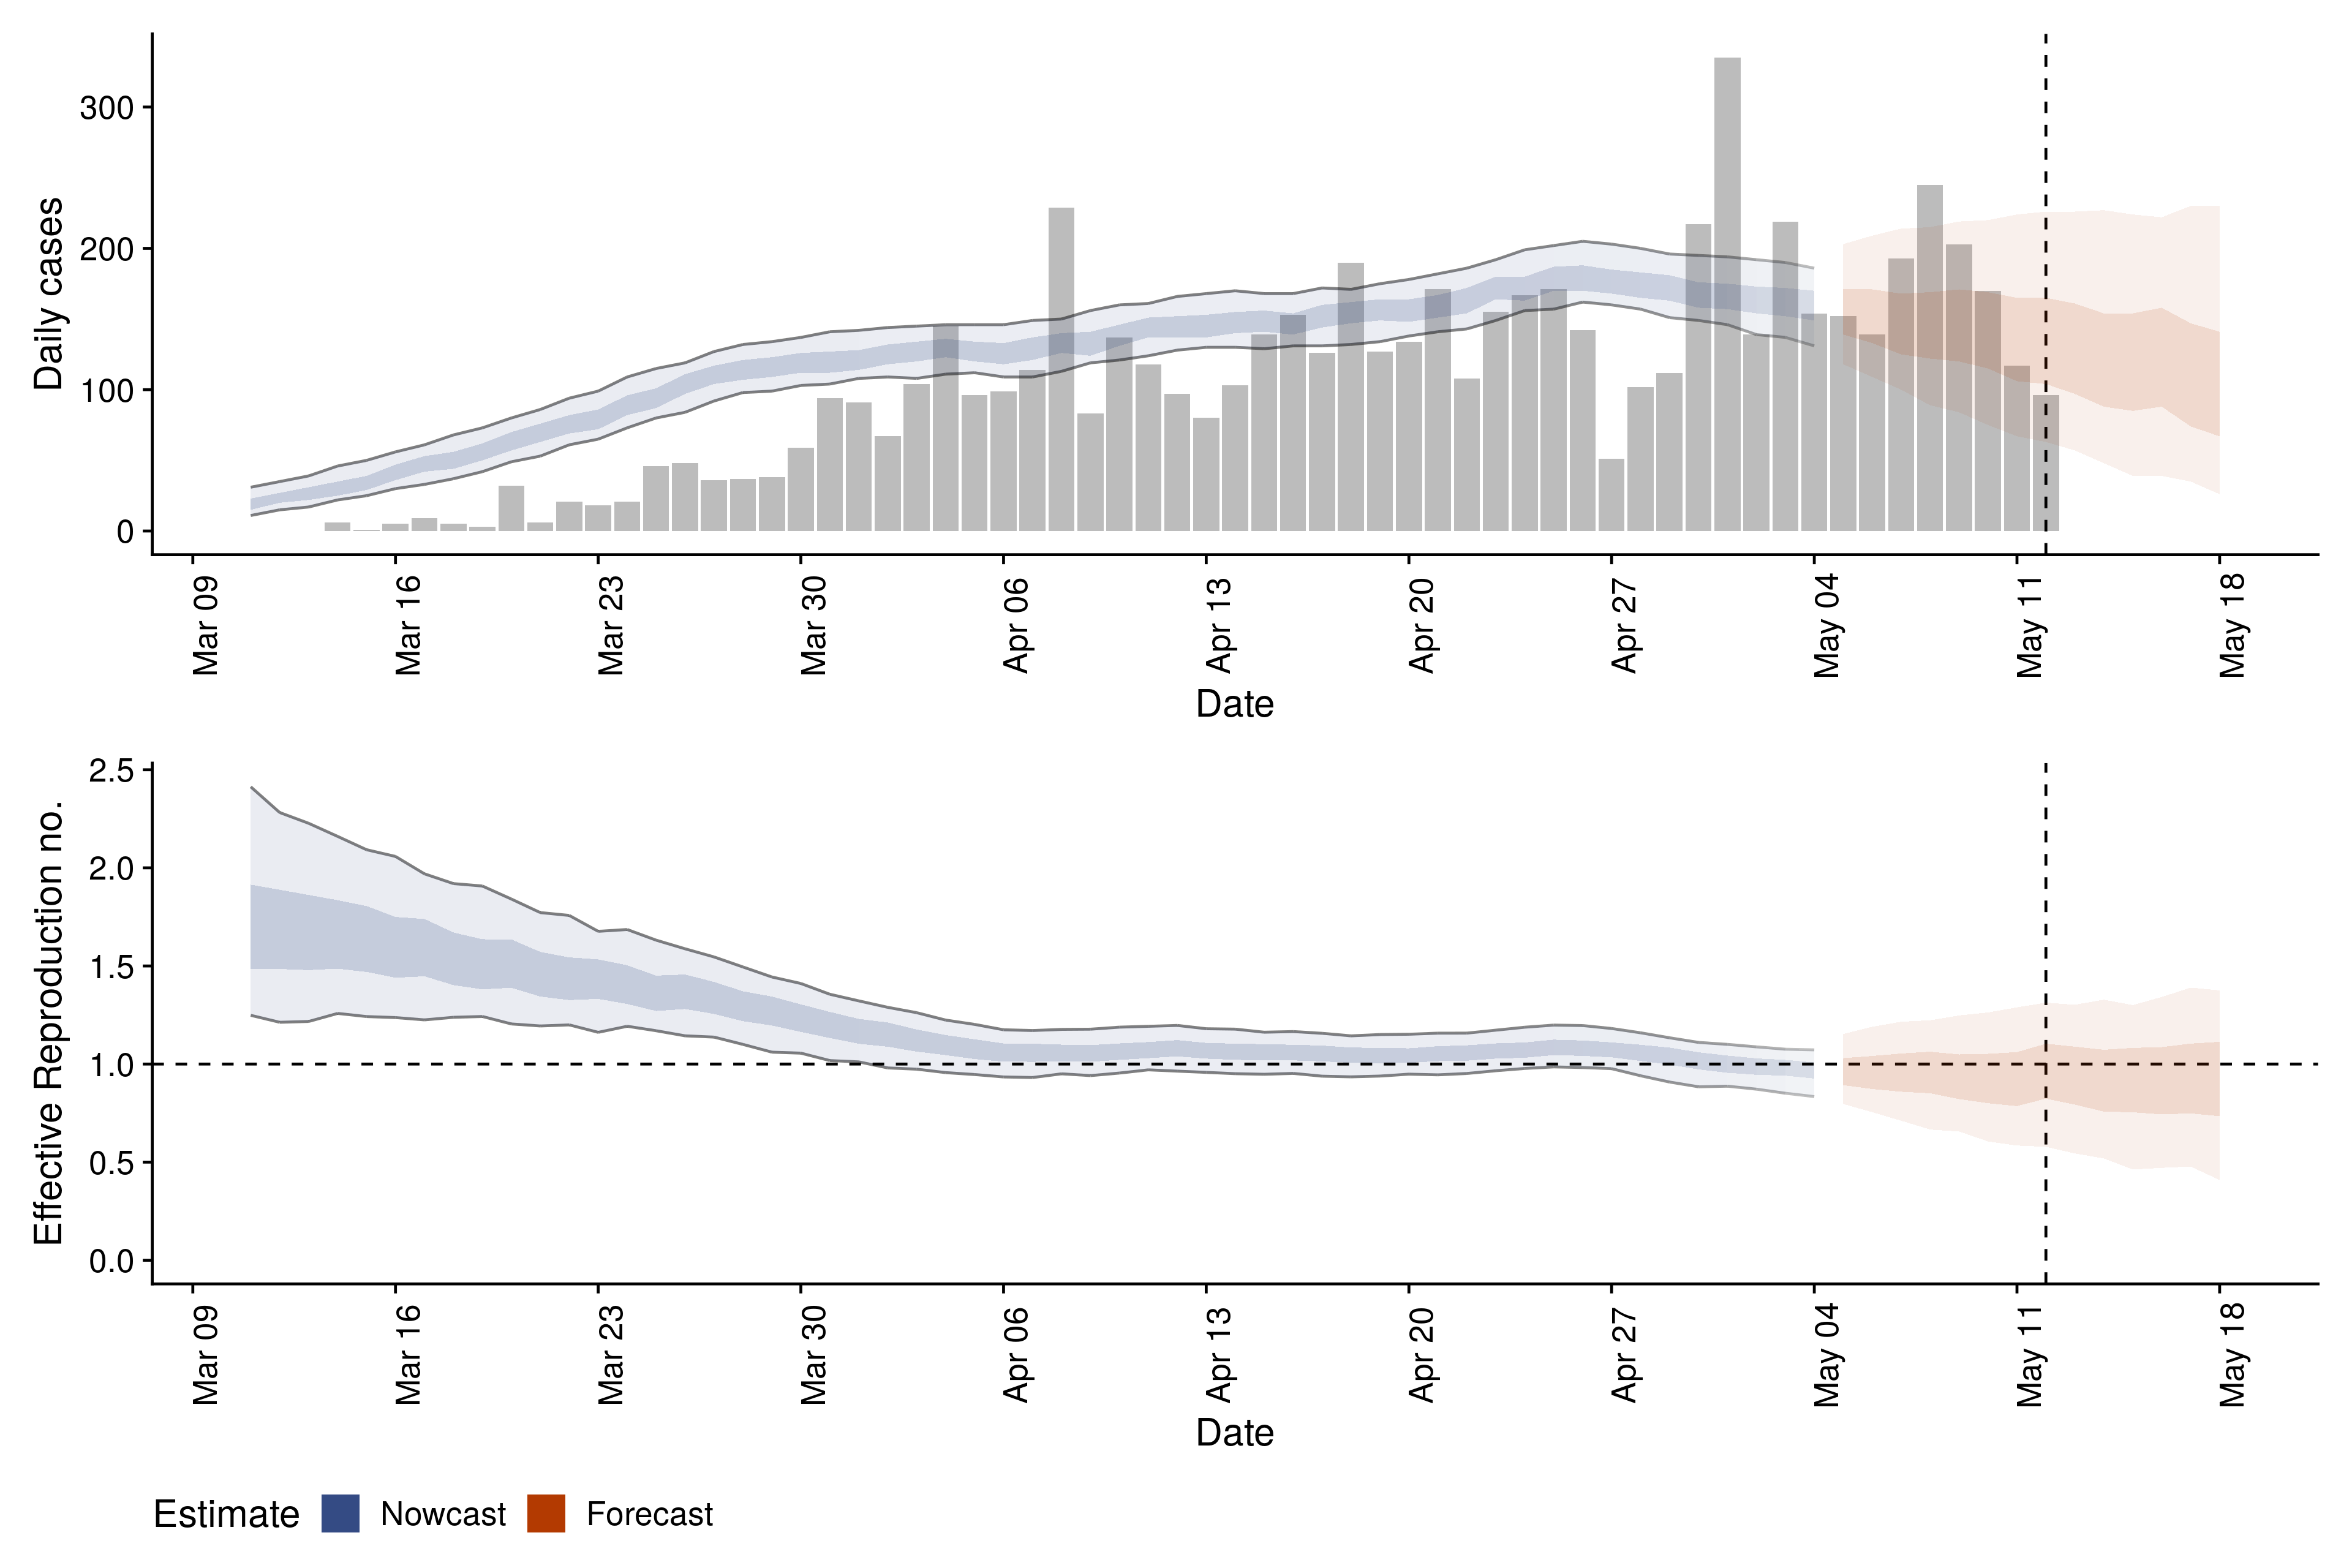 Daily cases
300
200
100
0
Mar 09
Mar 16
Mar 23
Mar 30
Apr 06
Apr 13
Apr 20
Apr 27
May 04
May 11
May 18
Date
Effective Reproduction no.
2.5
2.0
1.5
1.0
0.5
0.0
Mar 09
Mar 16
Mar 23
Mar 30
Apr 06
Apr 13
Apr 20
Apr 27
May 04
May 11
May 18
Date
Estimate Nowcast Forecast